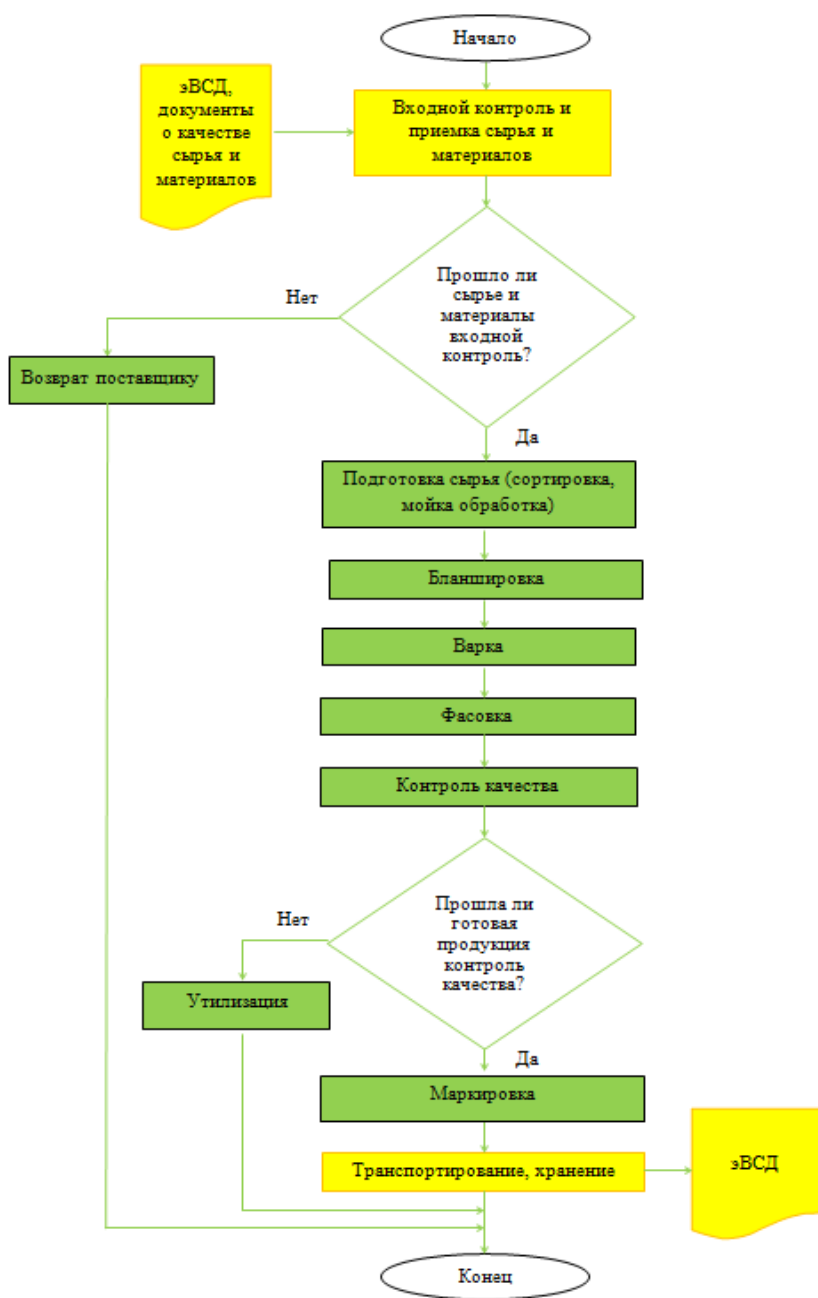 Начало
эВСД,
документы
о качестве
сырья и
материалов
Входной контроль и
приемка сырья и
материалов
Прошло ли
сырье и
материалы
входной
контроль?
Нет
Возврат поставщику
Да
Подготовка сырья (сортировка,
мойка обработка)
Бланшировка
Варка
Фасовка
Контроль качества
Прошла ли
готовая
продукция
контроль
качества?
Нет
Утилизация
Да
Маркировка
Транспортирование, хранение
эВСД
Конец